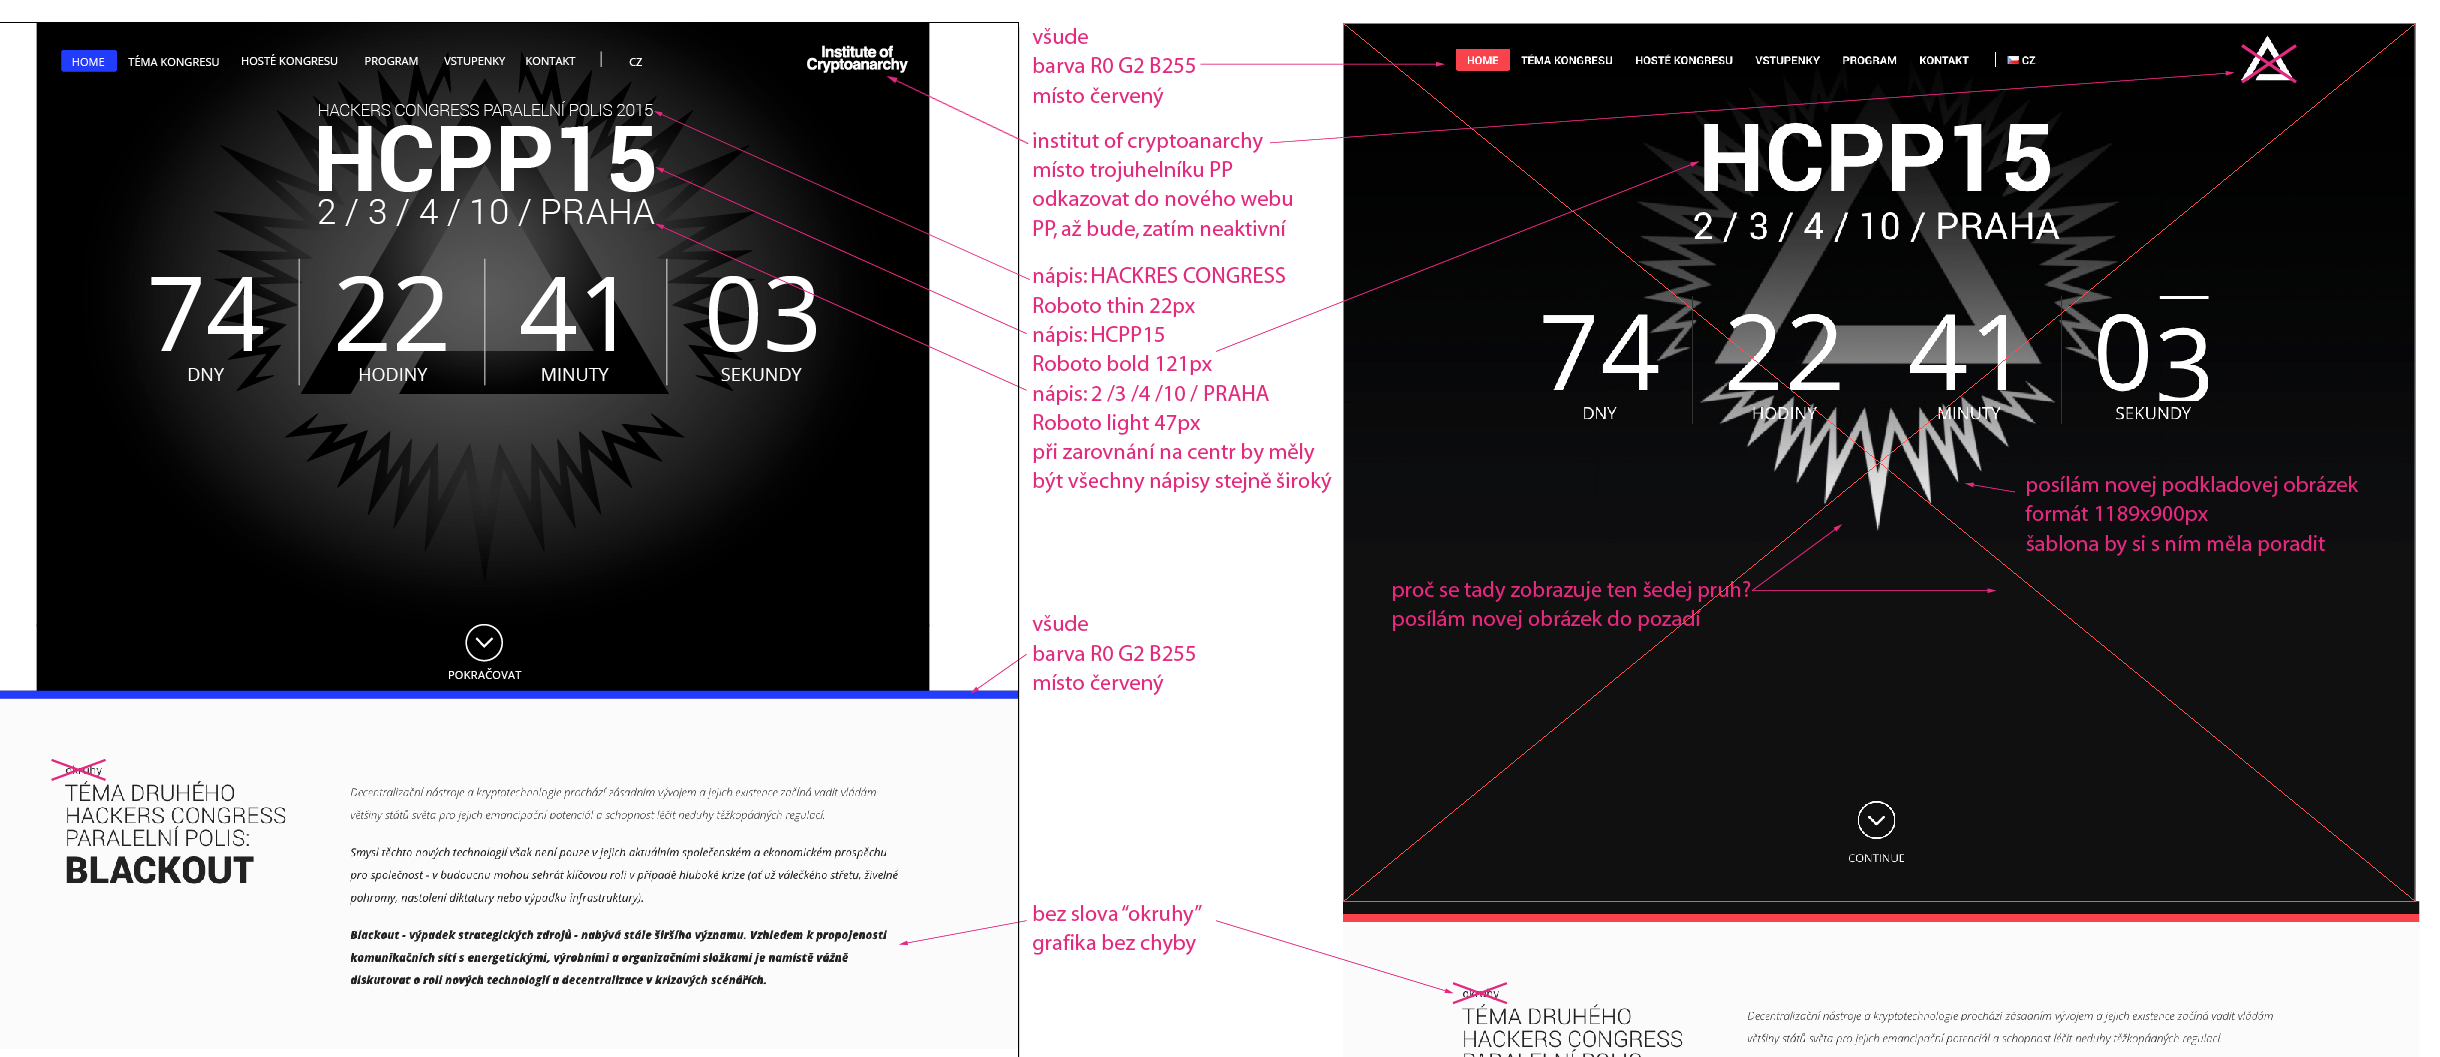 HOME TÉMA KONGRESU HOSTÉ KONGRESU PROGRAM VSTUPENKY KONTAKT CZ
Institute of
Cryptoanarchy
HACKERS CONGRESS PARALELNÍ POLIS 2015
HCPP15
2 / 3 / 4 / 10 / PRAHA
74 22 41 03
DNY HODINY MINUTY SEKUNDY
POKRAČOVAT
okruhy
TÉMA DRUHÉHO
HACKERS CONGRESS
PARALELNÍ POLIS:
BLACKOUT
Decentralizační nástroje a kryptotechnologie prochází zásadním vývojem a jejich existence začíná vadit vládám
většiny států světa pro jejich emancipační potenciál a schopnost léčit neduhy těžkopádných regulací.
Smysl těchto nových technologií však není pouze v jejich aktuálním společenském a ekonomickém prospěchu
pro společnost - v budoucnu mohou sehrát klíčovou roli v případě hluboké krize (ať už válečného střetu, živelné
pohromy, nastolení diktatury nebo výpadku infrastruktury).
Blackout - výpadek strategických zdrojů - nabývá stále širšího významu. Vzhledem k propojenosti
komunikačních sítí s energetickými, výrobními a organizačními složkami je namístě vážně
diskutovat o roli nových technologií a decentralizace v krizových scénářích.
všude
barva R0 G2 B255
místo červený
institut of cryptoanarchy
místo trojuhelníku PP
odkazovat do nového webu
PP, až bude, zatím neaktivní
nápis: HACKRES CONGRESS
Roboto thin 22px
nápis: HCPP15
Roboto bold 121px
nápis: 2 /3 /4 /10 / PRAHA
Roboto light 47px
při zarovnání na centr by měly
být všechny nápisy stejně široký
všude
barva R0 G2 B255
místo červený
bez slova “okruhy”
grafika bez chyby
HOME TÉMA KONGRESU HOSTÉ KONGRESU VSTUPENKY PROGRAM KONTAKT CZ
HCPP15
2 / 3 / 4 / 10 / PRAHA
74 22 41 03
DNY HODINY MINUTY SEKUNDY
posílám novej podkladovej obrázek
formát 1189x900px
šablona by si s ním měla poradit
proč se tady zobrazuje ten šedej pruh?
posílám novej obrázek do pozadí
CONTINUE
okruhy
TÉMA DRUHÉHO
HACKERS CONGRESS
PARALELNÍ POLIS
Decentralizační nástroje a kryptotechnologie prochází zásadním vývojem a jejich existence začíná vadit vládám
většiny států světa pro jejich emancipační potenciál a schopnost léčit neduhy těžkopádných regulací